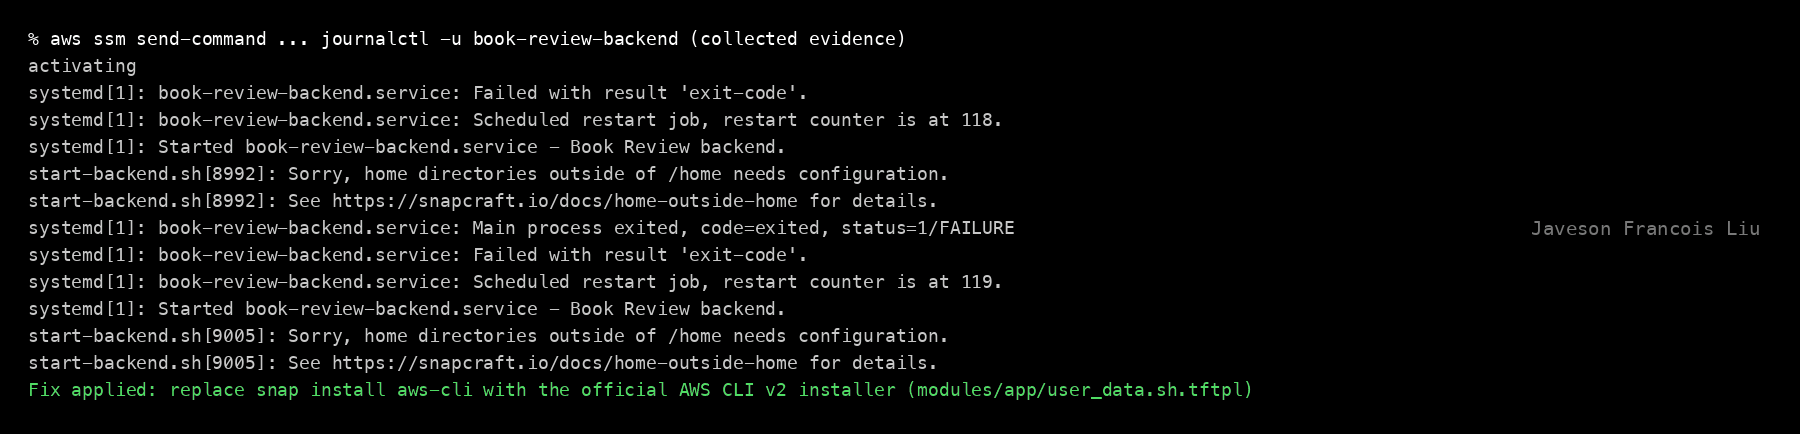 % aws ssm send-command ... journalctl -u book-review-backend (collected evidence)
activating
systemd[1]: book-review-backend.service: Failed with result 'exit-code'.
systemd[1]: book-review-backend.service: Scheduled restart job, restart counter is at 118.
systemd[1]: Started book-review-backend.service - Book Review backend.
start-backend.sh[8992]: Sorry, home directories outside of /home needs configuration.
start-backend.sh[8992]: See https://snapcraft.io/docs/home-outside-home for details.
systemd[1]: book-review-backend.service: Main process exited, code=exited, status=1/FAILURE
Javeson Francois Liu
systemd[1]: book-review-backend.service: Failed with result 'exit-code'.
systemd[1]: book-review-backend.service: Scheduled restart job, restart counter is at 119.
systemd[1]: Started book-review-backend.service - Book Review backend.
start-backend.sh[9005]: Sorry, home directories outside of /home needs configuration.
start-backend.sh[9005]: See https://snapcraft.io/docs/home-outside-home for details.
Fix applied: replace snap install aws-cli with the official AWS CLI v2 installer (modules/app/user_data.sh.tftpl)